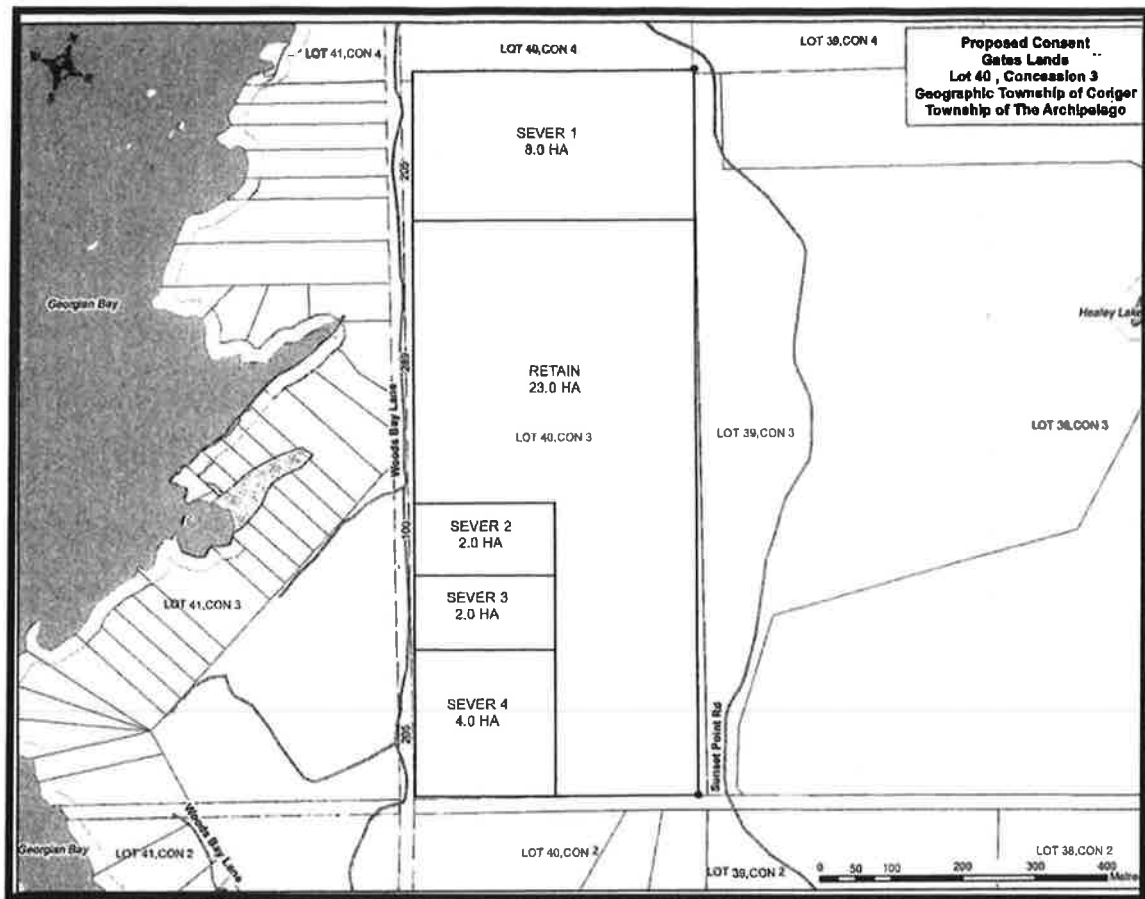 LOT 41, CON 4
LOT 40, CON 4
LOT 39, CON 4
Proposed Consent
Gates Lands
Lot 40 , Concession 3
Geographic Township of Conger
Township of The Archipelago
SEVER 1
8.0 HA
205
Georgian Bay
Healey Lake
RETAIN
23.0 HA
289
Woods Bay Lane
LOT 40, CON 3
LOT 39, CON 3
LOT 38, CON 3
SEVER 2
2.0 HA
100
SEVER 3
2.0 HA
LOT 41, CON 3
SEVER 4
4.0 HA
205
Sunset Point Rd
Woods Bay Lane
Georgian Bay
LOT 41, CON 2
LOT 40, CON 2
LOT 39, CON 2
LOT 38, CON 2
0 50 100 200 300 400